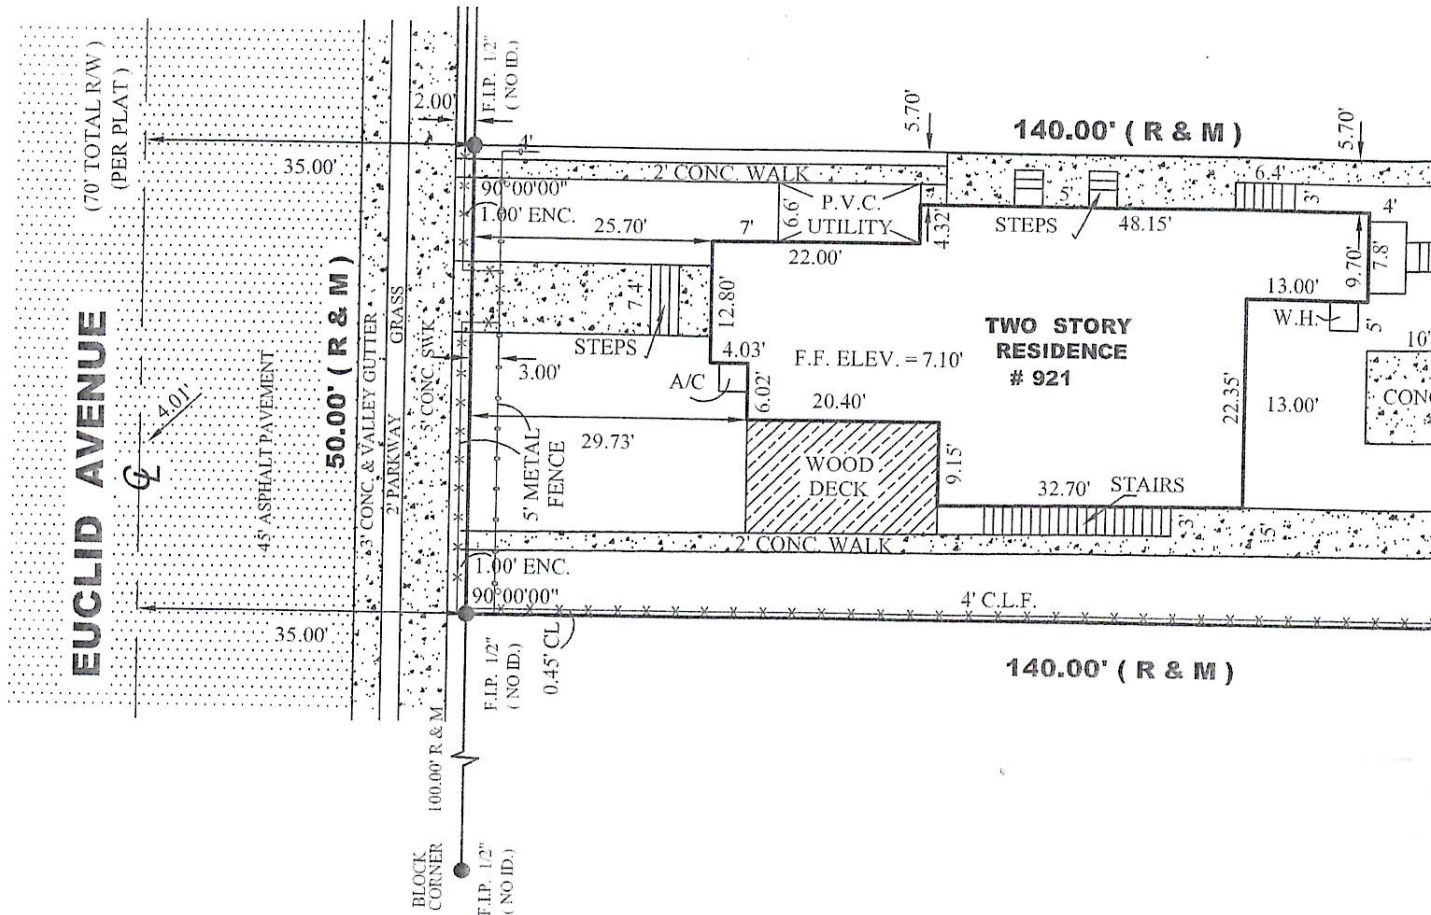 EUCLID AVENUE
(70' TOTAL R/W)
(PER PLAT)
35.00'
45' ASPHALT PAVEMENT
4.01'
35.00'
50.00' ( R & M )
3' CONC. & VALLEY GUTTER
2' PARKWAY
GRASS
5' CONC. SWK.
2.00'
F.I.P. 1/2"
( NO ID.)
4'
90°00'00"
1.00' ENC.
25.70'
2' CONC. WALK
5.70'
140.00' ( R & M )
5.70'
6.6'
P.V.C.
UTILITY
4'
4.32'
7'
22.00'
5'
STEPS
48.15'
6.4'
3'
4'
9.70'
7.8'
13.00'
W.H.
5'
10'
CONC
7.4'
STEPS
12.80'
4.03'
A/C
6.02'
F.F. ELEV. = 7.10'
TWO STORY
RESIDENCE
# 921
22.35'
13.00'
3.00'
29.73'
5' METAL
FENCE
20.40'
WOOD
DECK
9.15'
32.70'
STAIRS
3'
5'
2' CONC. WALK
1.00' ENC.
90°00'00"
4' C.L.F.
0.45' CL
140.00' ( R & M )
F.I.P. 1/2"
( NO ID.)
100.00' R & M
BLOCK
CORNER
F.I.P. 1/2"
( NO ID.)